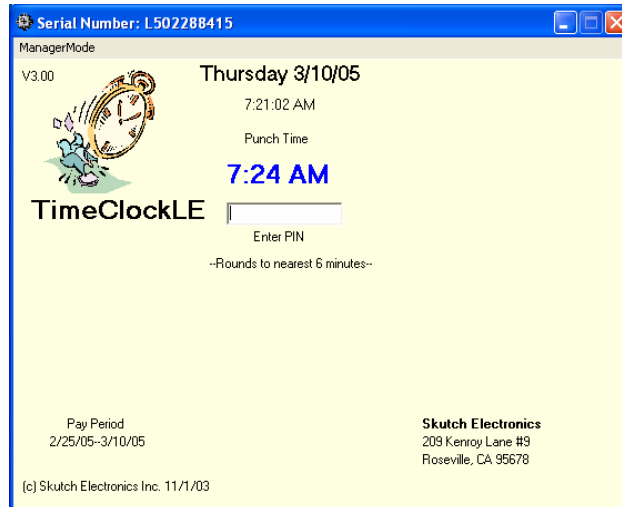 Serial Number: L502288415
ManagerMode
V3.00
Thursday 3/10/05
7:21:02 AM
Punch Time
7:24 AM
TimeClockLE
Enter PIN
--Rounds to nearest 6 minutes--
Pay Period
2/25/05--3/10/05
Skutch Electronics
209 Kenroy Lane #9
Roseville, CA 95678
(c) Skutch Electronics Inc. 11/1/03